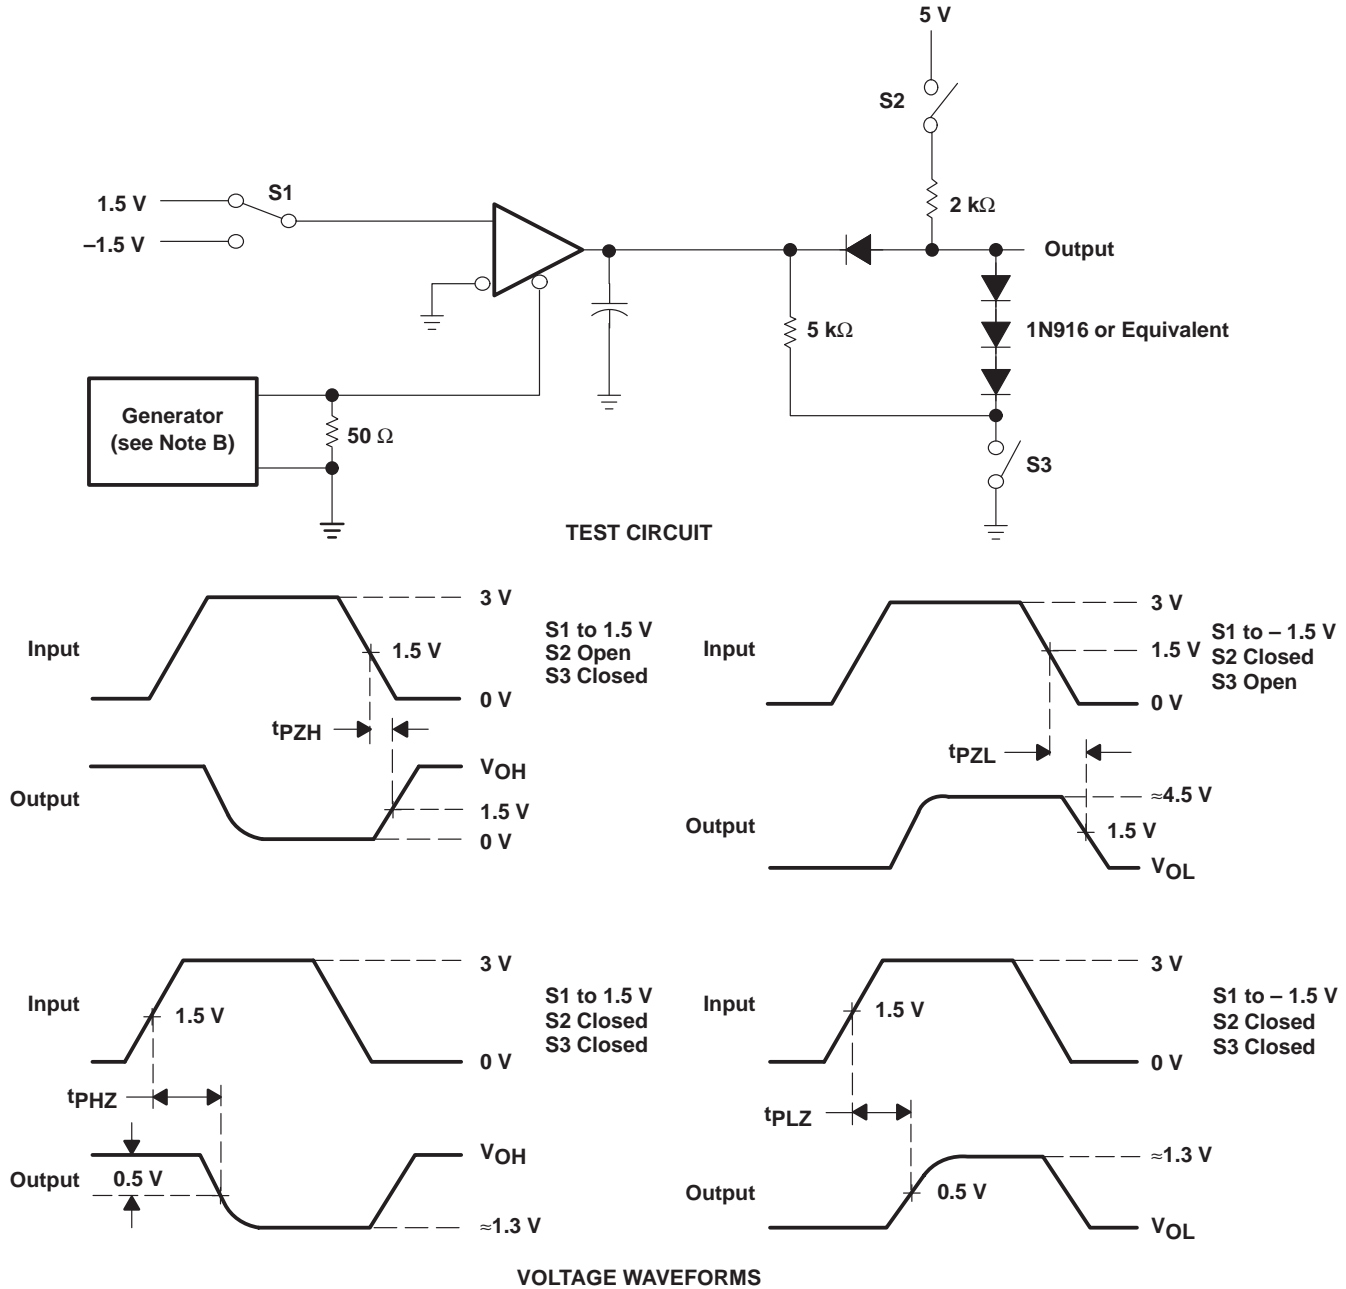 5 V
S2
2 kΩ
1.5 V
S1
–1.5 V
Output
5 kΩ
1N916 or Equivalent
Generator
(see Note B)
50 Ω
S3
TEST CIRCUIT
Input
3 V
1.5 V
0 V
S1 to 1.5 V
S2 Open
S3 Closed
tPZH
Output
VOH
1.5 V
0 V
Input
3 V
1.5 V
0 V
S1 to – 1.5 V
S2 Closed
S3 Open
tPZL
Output
≈4.5 V
1.5 V
VOL
Input
3 V
1.5 V
0 V
S1 to 1.5 V
S2 Closed
S3 Closed
tPHZ
Output
0.5 V
VOH
≈1.3 V
Input
3 V
1.5 V
0 V
S1 to – 1.5 V
S2 Closed
S3 Closed
tPLZ
Output
≈1.3 V
0.5 V
VOL
VOLTAGE WAVEFORMS